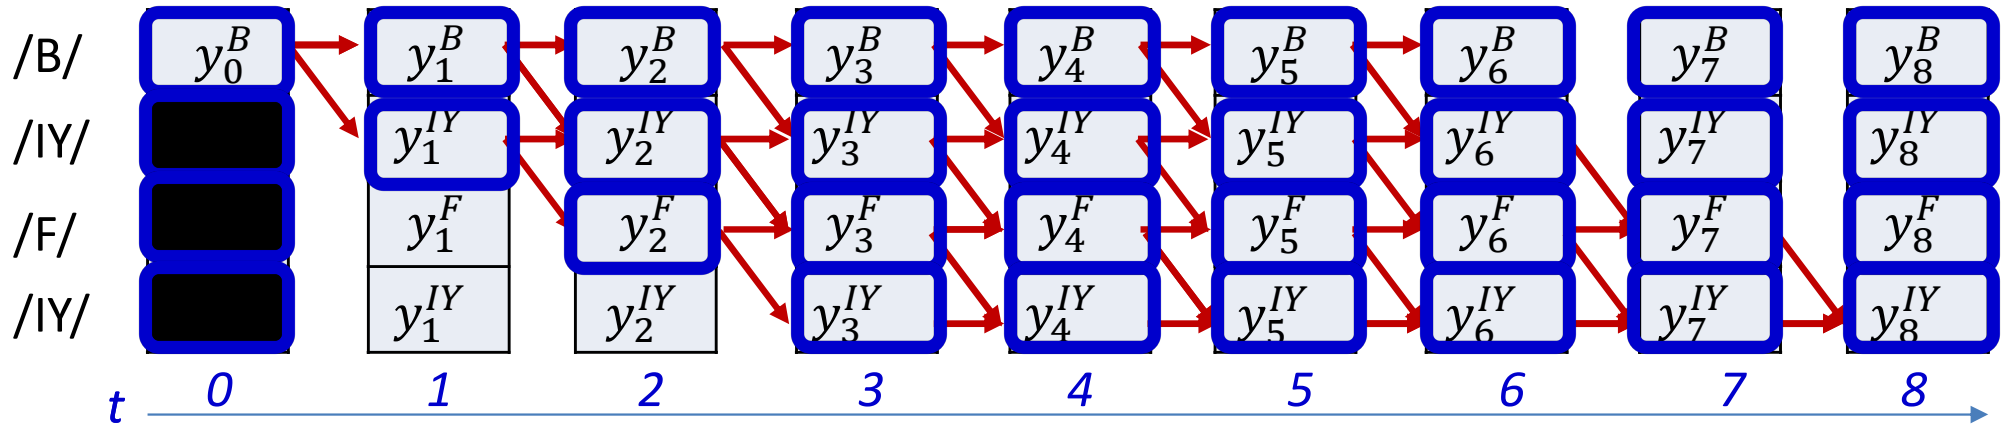 /B/ y_0^B y_1^B y_2^B y_3^B y_4^B y_5^B y_6^B y_7^B y_8^B
/IY/ y_1^{IY} y_2^{IY} y_3^{IY} y_4^{IY} y_5^{IY} y_6^{IY} y_7^{IY} y_8^{IY}
/F/ y_1^F y_2^F y_3^F y_4^F y_5^F y_6^F y_7^F y_8^F
/IY/ y_1^{IY} y_2^{IY} y_3^{IY} y_4^{IY} y_5^{IY} y_6^{IY} y_7^{IY} y_8^{IY}
t 0 1 2 3 4 5 6 7 8